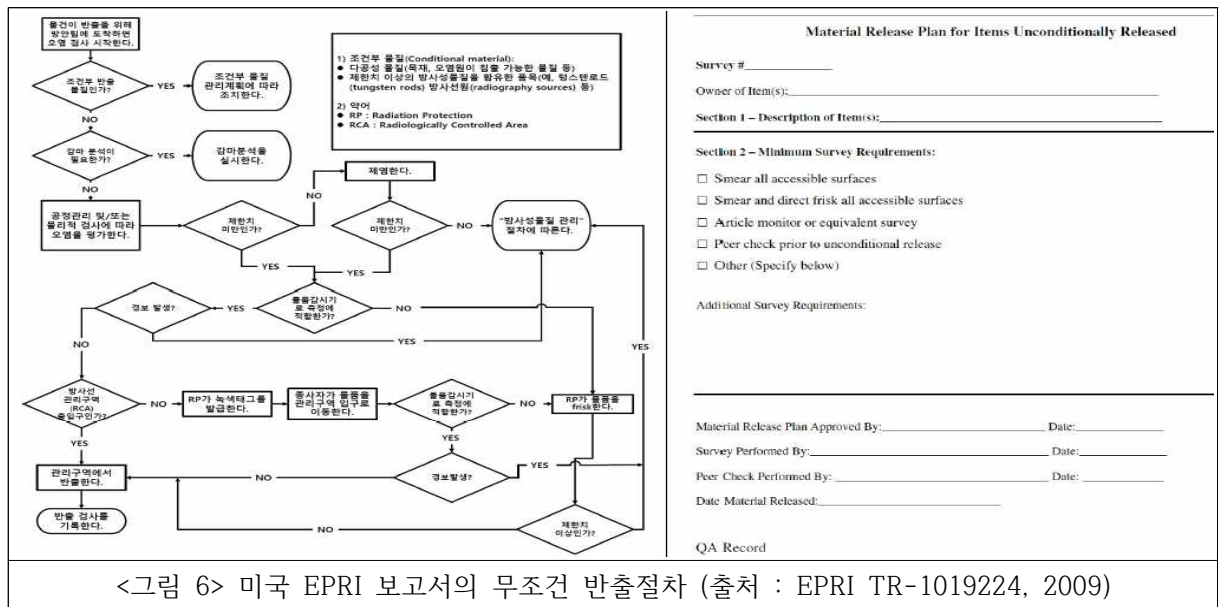 물건이 반출을 위해
방안팀에 도착하면
오염 검사 시작한다.
조건부 반출
물질인가?
YES
조건부 물질
관리계획에 따라
조치한다.
1) 조건부 물질(Conditional material):
● 다공성 물질(목재, 오염원이 침출 가능한 물질 등)
● 제한치 이상의 방사성물질을 함유한 품목(예, 텅스텐로드
(tungsten rods) 방사선원(radiography sources) 등)
2) 약어
● RP : Radiation Protection
● RCA : Radiologically Controlled Area
NO
감마 분석이
필요한가?
YES
감마분석을
실시한다.
NO
공정관리 및/또는
물리적 검사에 따라
오염을 평가한다.
제한치
미만인가?
NO
제염한다.
제한치
미만인가?
NO
"방사성물질 관리"
절차에 따른다.
YES
YES
경보 발생?
YES
물품감시기
로 측정에
적합한가?
NO
YES
YES
NO
방사선
관리구역
(RCA)
출입구인가?
NO
RP가 녹색태그를
발급한다.
종사자가 물품을
관리구역 입구로
이동한다.
물품감시기
로 측정에
적합한가?
NO
RP가 물품을
frisk한다.
YES
YES
관리구역에서
반출한다.
NO
경보발생?
YES
반출 검사를
기록한다.
NO
제한치
이상인가?
Material Release Plan for Items Unconditionally Released
Survey #
Owner of Item(s):
Section 1 – Description of Item(s):
Section 2 – Minimum Survey Requirements:
☐ Smear all accessible surfaces
☐ Smear and direct frisk all accessible surfaces
☐ Article monitor or equivalent survey
☐ Peer check prior to unconditional release
☐ Other (Specify below)
Additional Survey Requirements:
Material Release Plan Approved By: Date:
Survey Performed By: Date:
Peer Check Performed By: Date:
Date Material Released:
QA Record
<그림 6> 미국 EPRI 보고서의 무조건 반출절차 (출처 : EPRI TR-1019224, 2009)